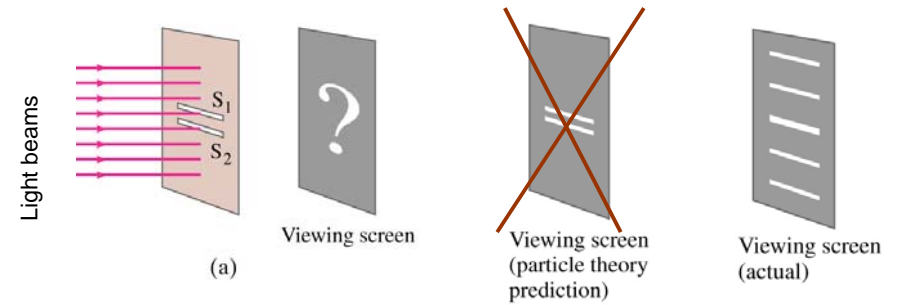 Light beams
S1
S2
?
Viewing screen
(a)
Viewing screen
(particle theory
prediction)
Viewing screen
(actual)